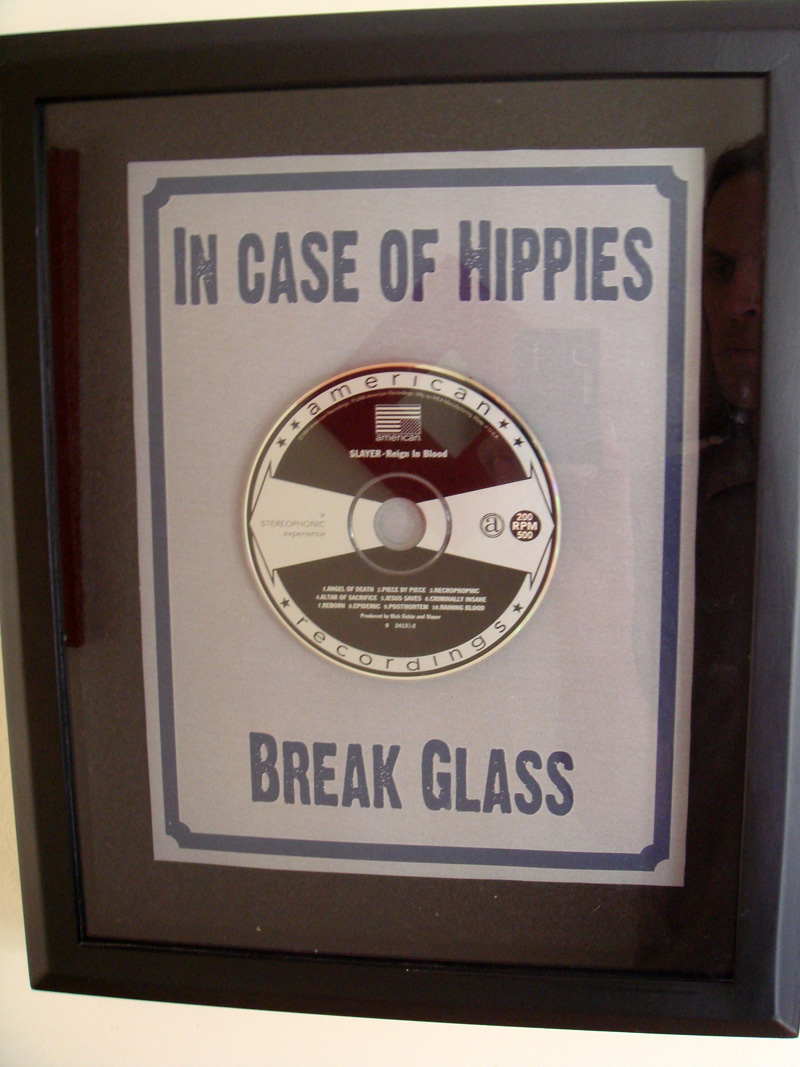 IN CASE OF HIPPIES
american
american
SLAYER · Reign In Blood
a
STEREOPHONIC
experience
a
200
RPM
500
1.ANGEL OF DEATH 2.PIECE BY PIECE 3.NECROPHOBIC
4.ALTAR OF SACRIFICE 5.JESUS SAVES 6.CRIMINALLY INSANE
7.REBORN 8.EPIDEMIC 9.POSTMORTEM 10.RAINING BLOOD
Produced by Rick Rubin and Slayer
recordings
BREAK GLASS